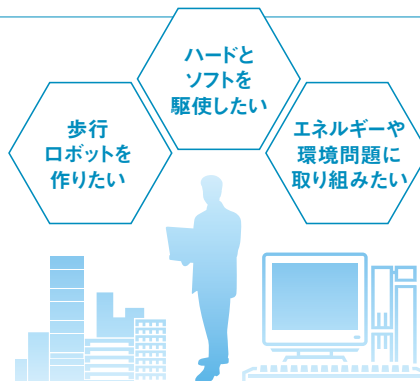 ハードと
ソフトを
駆使したい
歩行
ロボットを
作りたい
エネルギーや
環境問題に
取り組みたい